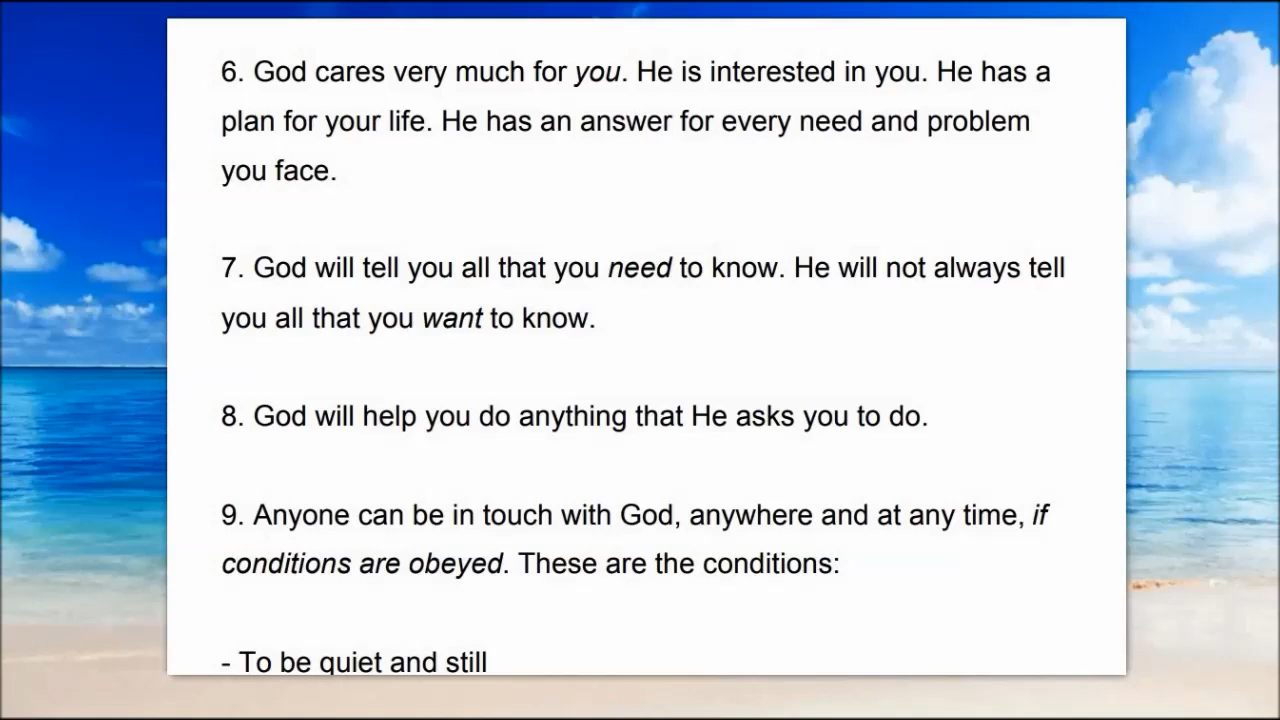 6. God cares very much for you. He is interested in you. He has a
plan for your life. He has an answer for every need and problem
you face.
7. God will tell you all that you need to know. He will not always tell
you all that you want to know.
8. God will help you do anything that He asks you to do.
9. Anyone can be in touch with God, anywhere and at any time, if
conditions are obeyed. These are the conditions:
- To be quiet and still